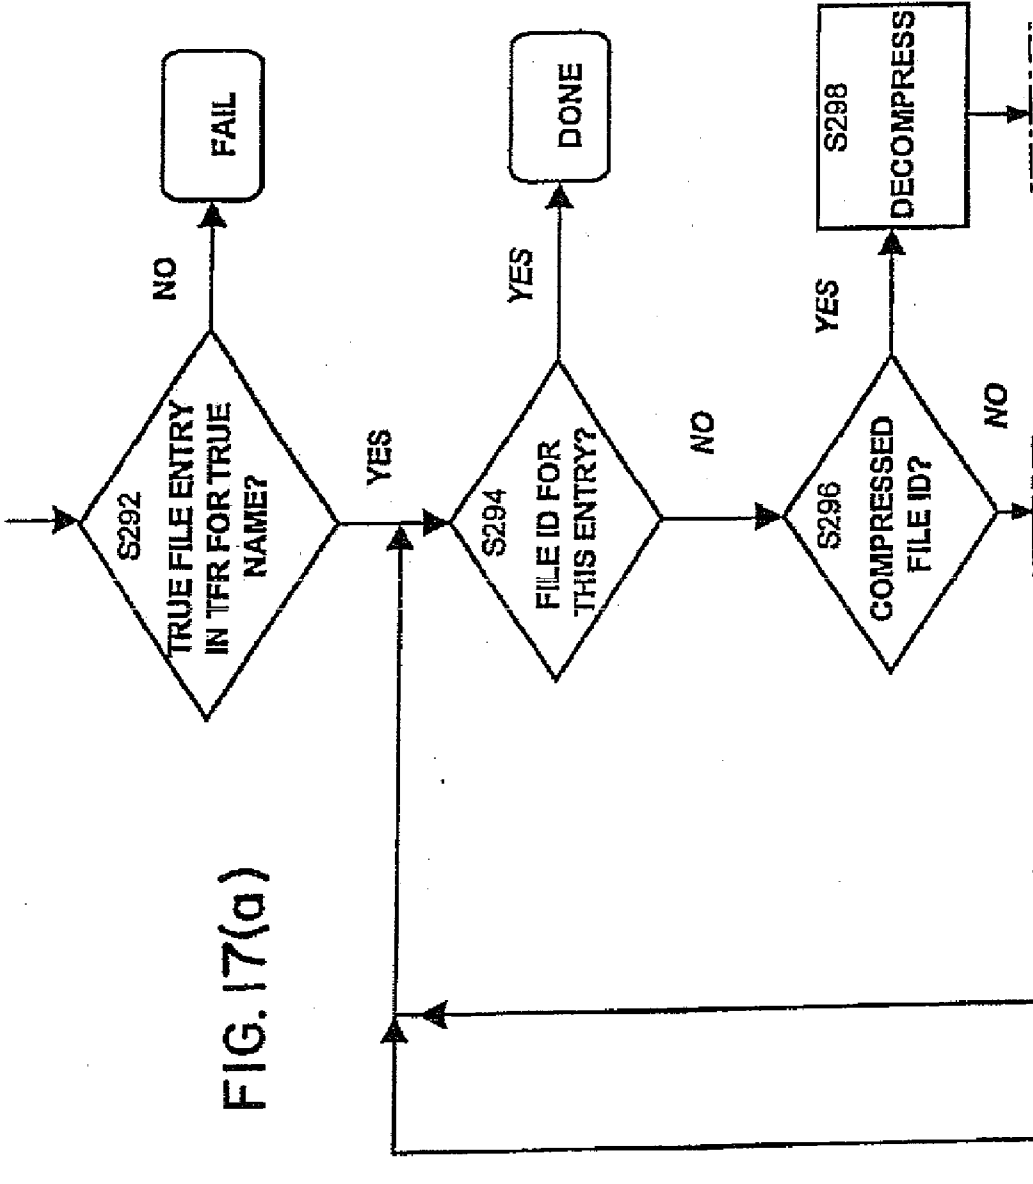 FIG. 17(a)
S292
TRUE FILE ENTRY
IN TFR FOR TRUE
NAME?
NO
FAIL
YES
S294
FILE ID FOR
THIS ENTRY?
YES
DONE
NO
S296
COMPRESSED
FILE ID?
YES
S298
DECOMPRESS
NO